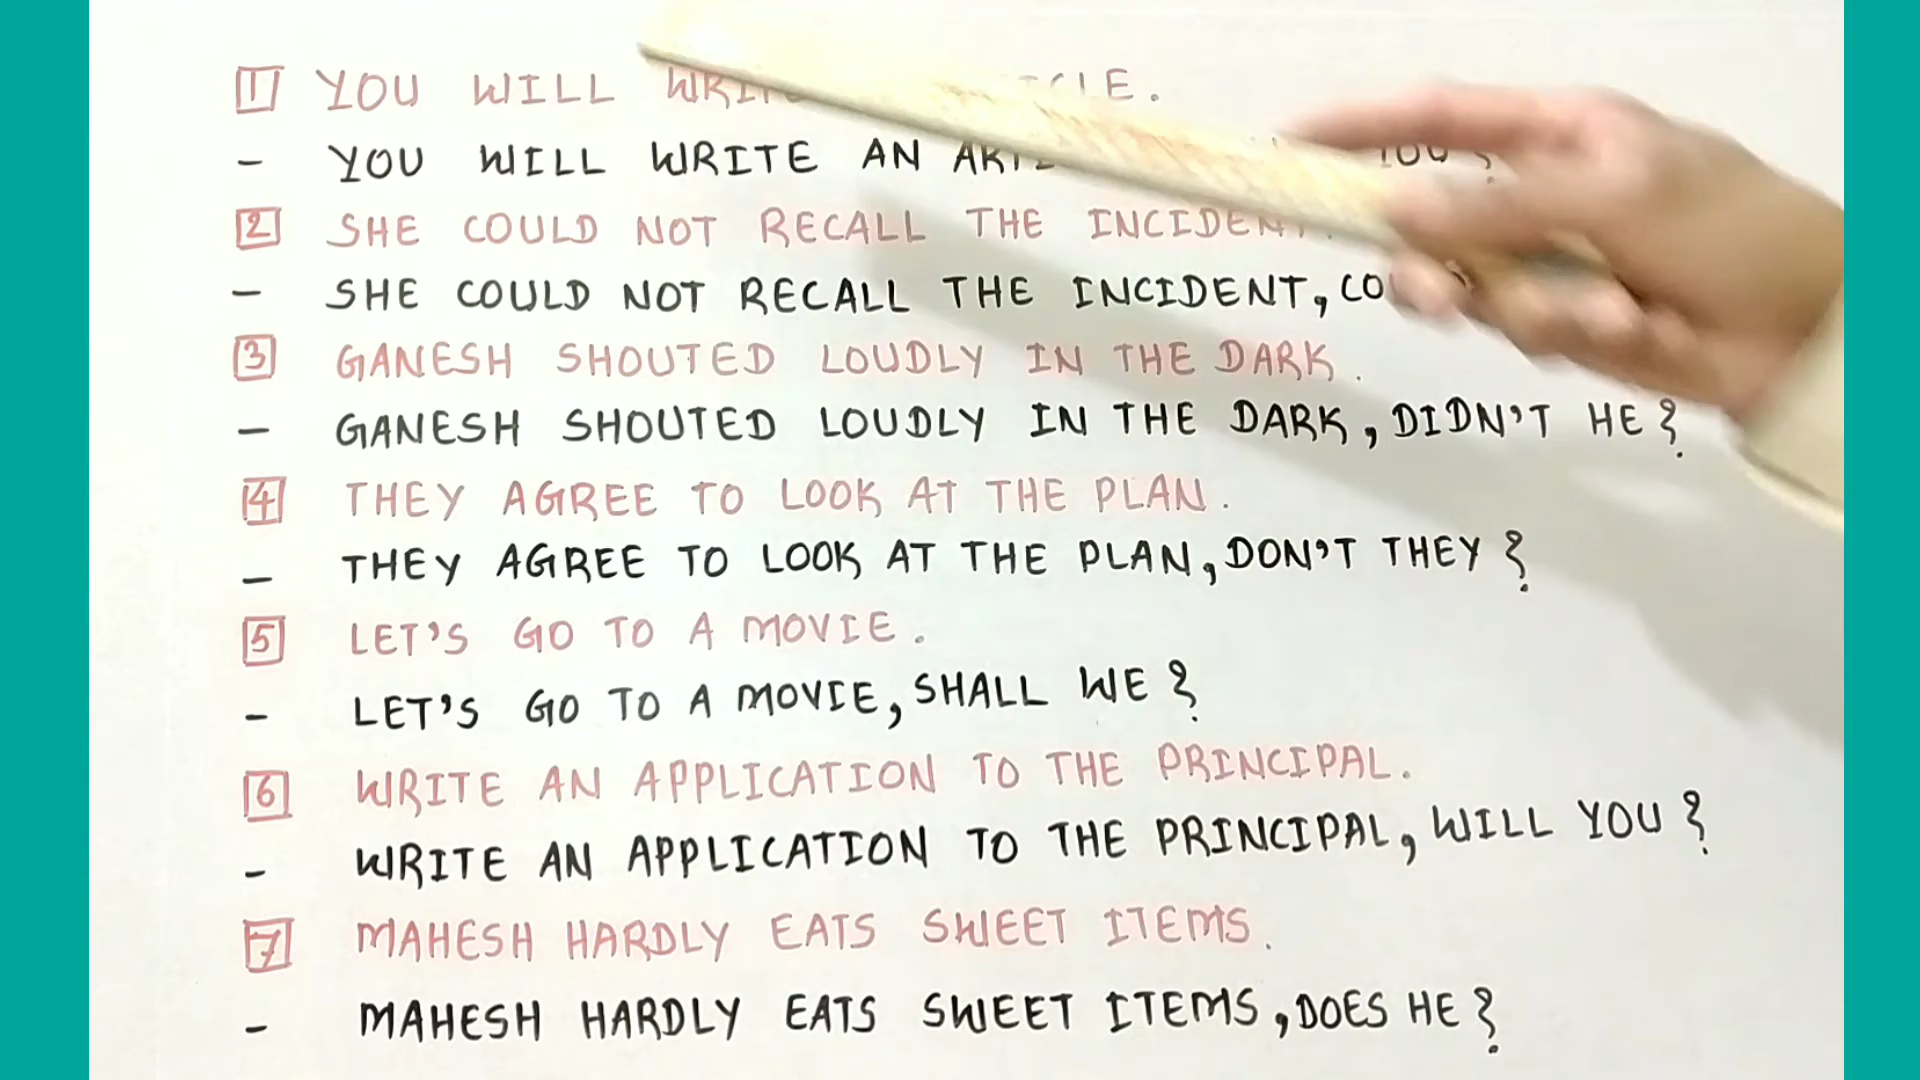 1 YOU WILL
- YOU WILL WRITE AN YOU?
2 SHE COULD NOT RECALL THE INCIDENT.
- SHE COULD NOT RECALL THE INCIDENT,
3 GANESH SHOUTED LOUDLY IN THE DARK.
- GANESH SHOUTED LOUDLY IN THE DARK, DIDN'T HE?
4 THEY AGREE TO LOOK AT THE PLAN.
- THEY AGREE TO LOOK AT THE PLAN, DON'T THEY?
5 LET'S GO TO A MOVIE.
- LET'S GO TO A MOVIE, SHALL WE?
6 WRITE AN APPLICATION TO THE PRINCIPAL.
- WRITE AN APPLICATION TO THE PRINCIPAL, WILL YOU?
7 MAHESH HARDLY EATS SWEET ITEMS.
- MAHESH HARDLY EATS SWEET ITEMS, DOES HE?